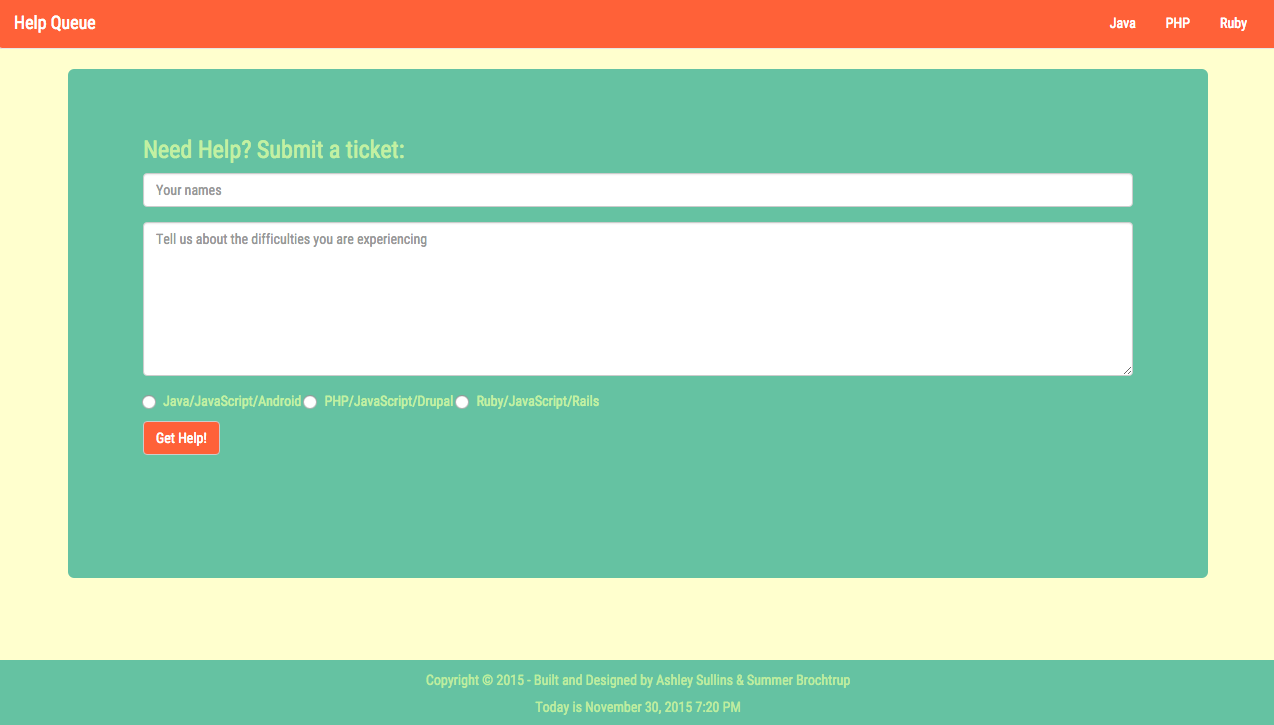 Help Queue Java PHP Ruby
Need Help? Submit a ticket:
Your names
Tell us about the difficulties you are experiencing
Java/JavaScript/Android PHP/JavaScript/Drupal Ruby/JavaScript/Rails
Get Help!
Copyright © 2015 - Built and Designed by Ashley Sullins & Summer Brochtrup
Today is November 30, 2015 7:20 PM